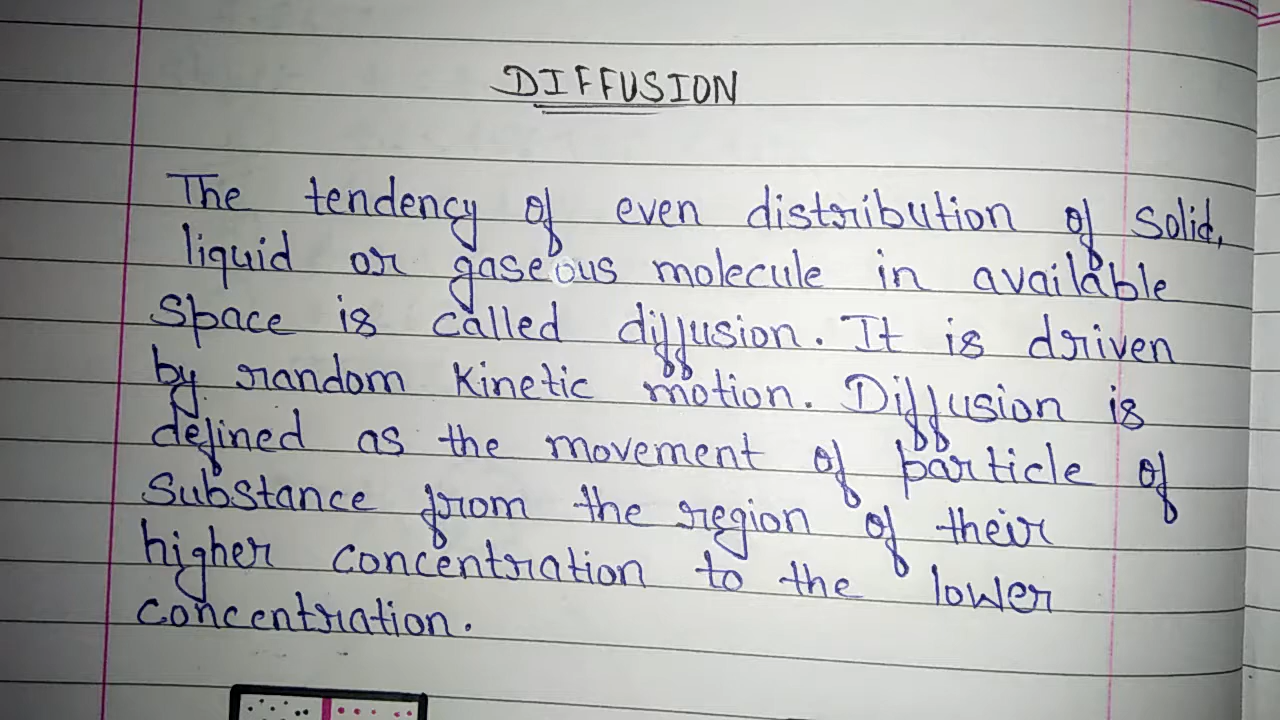 DIFFUSION
The tendency of even distribution of solid,
liquid or gaseous molecule in available
Space is called diffusion. It is driven
by random Kinetic motion. Diffusion is
defined as the movement of particle of
Substance from the region of their
higher concentration to the lower
concentration.